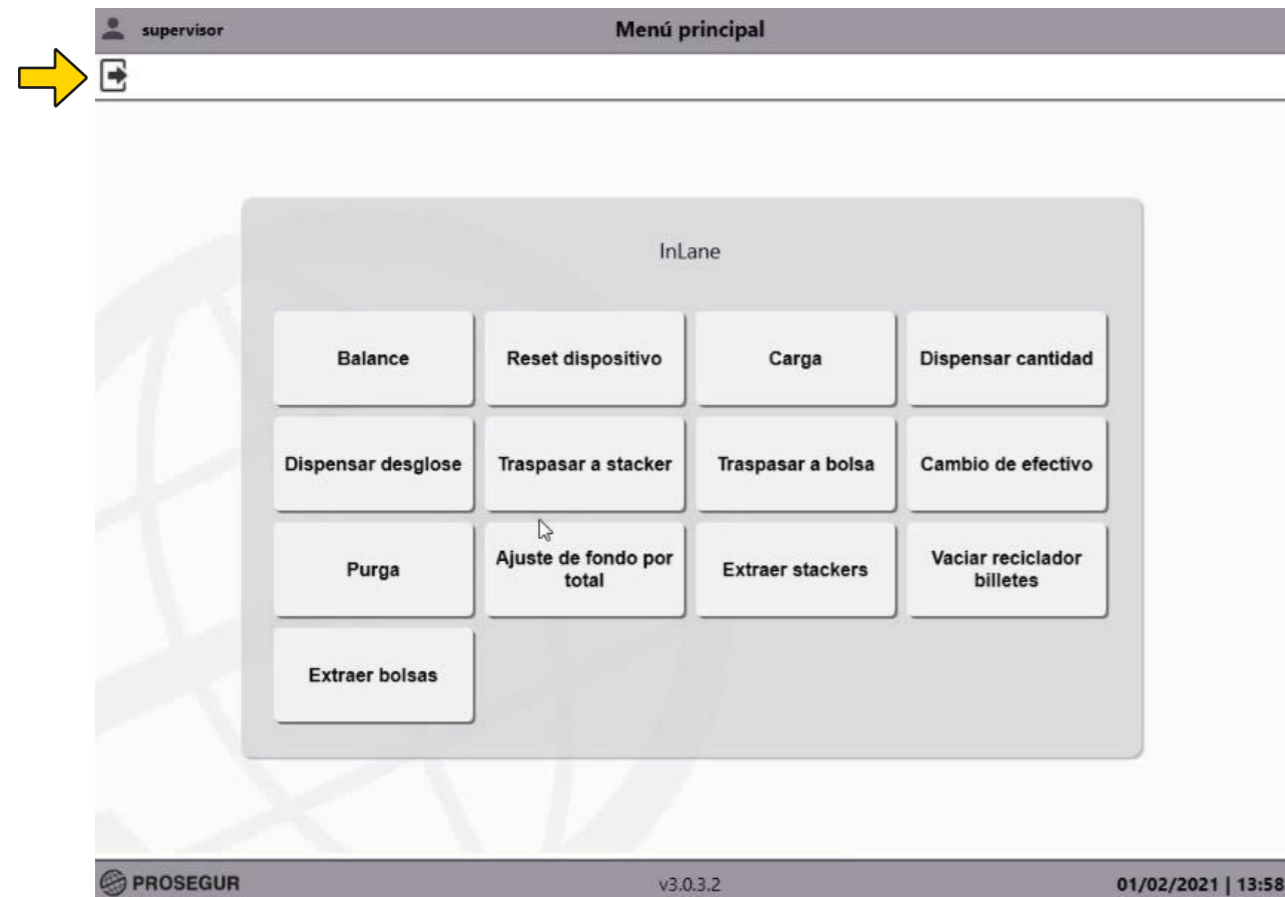 supervisor
Menú principal
InLane
Balance
Reset dispositivo
Carga
Dispensar cantidad
Dispensar desglose
Traspasar a stacker
Traspasar a bolsa
Cambio de efectivo
Purga
Ajuste de fondo por
total
Extraer stackers
Vaciar reciclador
billetes
Extraer bolsas
PROSEGUR
v3.0.3.2
01/02/2021 | 13:58